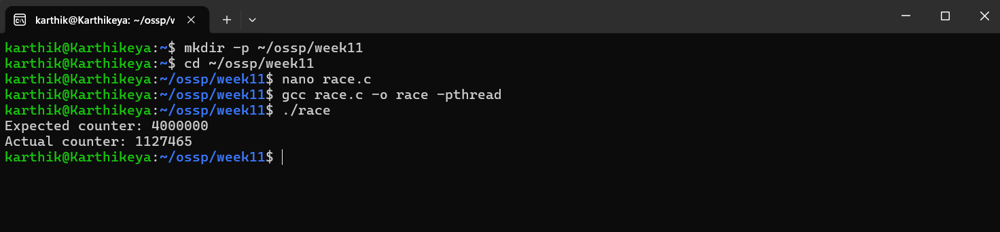 karthik@Karthikeya: ~/ossp/v
karthik@Karthikeya:~$ mkdir -p ~/ossp/week11
karthik@Karthikeya:~$ cd ~/ossp/week11
karthik@Karthikeya:~/ossp/week11$ nano race.c
karthik@Karthikeya:~/ossp/week11$ gcc race.c -o race -pthread
karthik@Karthikeya:~/ossp/week11$ ./race
Expected counter: 4000000
Actual counter: 1127465
karthik@Karthikeya:~/ossp/week11$